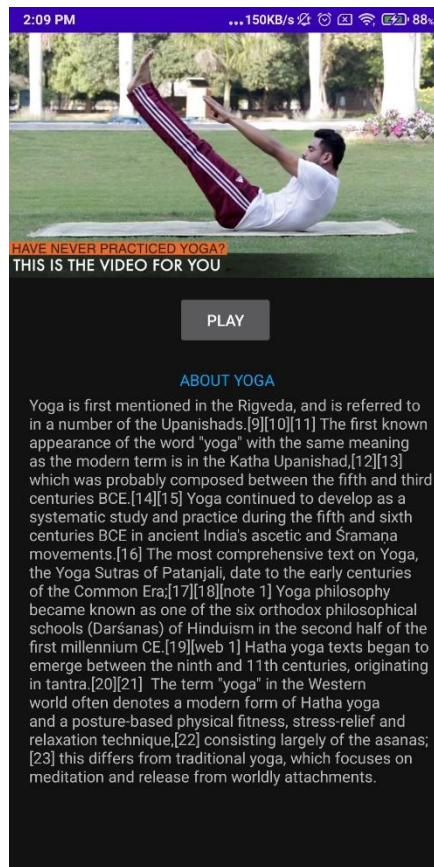 2:09 PM
...150KB/s 88%
HAVE NEVER PRACTICED YOGA?
THIS IS THE VIDEO FOR YOU
PLAY
ABOUT YOGA
Yoga is first mentioned in the Rigveda, and is referred to
in a number of the Upanishads.[9][10][11] The first known
appearance of the word "yoga" with the same meaning
as the modern term is in the Katha Upanishad,[12][13]
which was probably composed between the fifth and third
centuries BCE.[14][15] Yoga continued to develop as a
systematic study and practice during the fifth and sixth
centuries BCE in ancient India's ascetic and Śramaṇa
movements.[16] The most comprehensive text on Yoga,
the Yoga Sutras of Patanjali, date to the early centuries
of the Common Era;[17][18][note 1] Yoga philosophy
became known as one of the six orthodox philosophical
schools (Darśanas) of Hinduism in the second half of the
first millennium CE.[19][web 1] Hatha yoga texts began to
emerge between the ninth and 11th centuries, originating
in tantra.[20][21]  The term "yoga" in the Western
world often denotes a modern form of Hatha yoga
and a posture-based physical fitness, stress-relief and
relaxation technique,[22] consisting largely of the asanas;
[23] this differs from traditional yoga, which focuses on
meditation and release from worldly attachments.